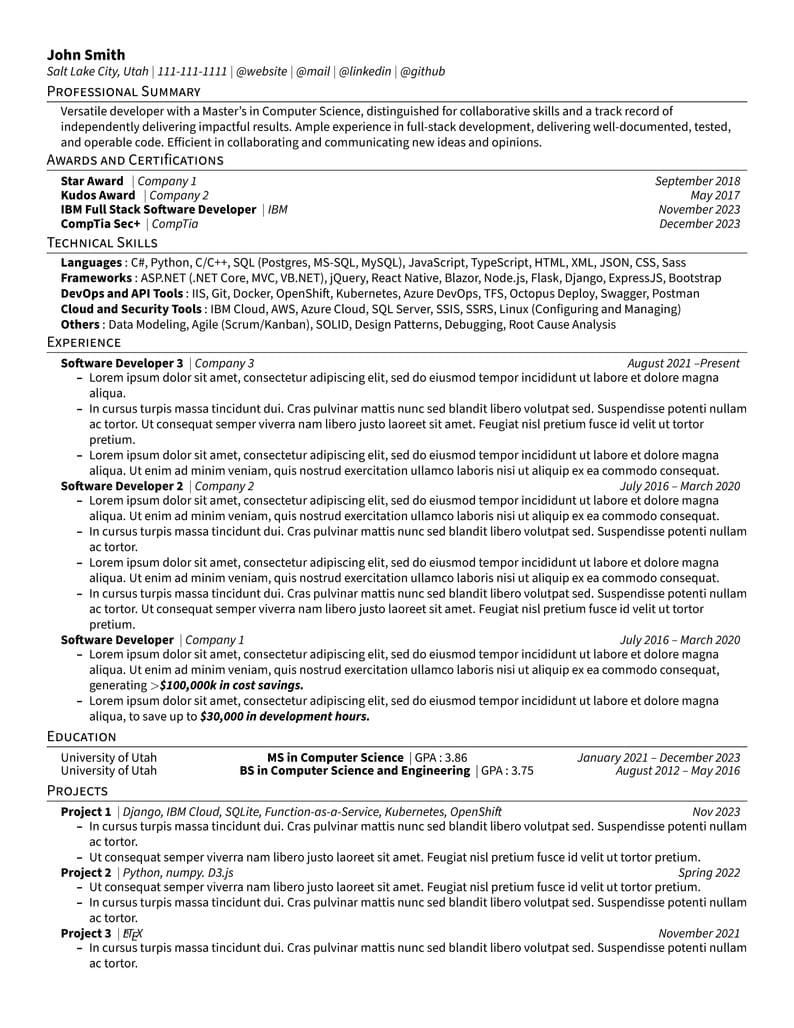 John Smith
Salt Lake City, Utah | 111-111-1111 | @website | @mail | @linkedin | @github
Professional Summary
Versatile developer with a Master's in Computer Science, distinguished for collaborative skills and a track record of
independently delivering impactful results. Ample experience in full-stack development, delivering well-documented, tested,
and operable code. Efficient in collaborating and communicating new ideas and opinions.
Awards and Certifications
Star Award | Company 1 September 2018
Kudos Award | Company 2 May 2017
IBM Full Stack Software Developer | IBM November 2023
CompTia Sec+ | CompTia December 2023
Technical Skills
Languages : C#, Python, C/C++, SQL (Postgres, MS-SQL, MySQL), JavaScript, TypeScript, HTML, XML, JSON, CSS, Sass
Frameworks : ASP.NET (.NET Core, MVC, VB.NET), jQuery, React Native, Blazor, Node.js, Flask, Django, ExpressJS, Bootstrap
DevOps and API Tools : IIS, Git, Docker, OpenShift, Kubernetes, Azure DevOps, TFS, Octopus Deploy, Swagger, Postman
Cloud and Security Tools : IBM Cloud, AWS, Azure Cloud, SQL Server, SSIS, SSRS, Linux (Configuring and Managing)
Others : Data Modeling, Agile (Scrum/Kanban), SOLID, Design Patterns, Debugging, Root Cause Analysis
Experience
Software Developer 3 | Company 3 August 2021 –Present
– Lorem ipsum dolor sit amet, consectetur adipiscing elit, sed do eiusmod tempor incididunt ut labore et dolore magna
aliqua.
– In cursus turpis massa tincidunt dui. Cras pulvinar mattis nunc sed blandit libero volutpat sed. Suspendisse potenti nullam
ac tortor. Ut consequat semper viverra nam libero justo laoreet sit amet. Feugiat nisl pretium fusce id velit ut tortor
pretium.
– Lorem ipsum dolor sit amet, consectetur adipiscing elit, sed do eiusmod tempor incididunt ut labore et dolore magna
aliqua. Ut enim ad minim veniam, quis nostrud exercitation ullamco laboris nisi ut aliquip ex ea commodo consequat.
Software Developer 2 | Company 2 July 2016 – March 2020
– Lorem ipsum dolor sit amet, consectetur adipiscing elit, sed do eiusmod tempor incididunt ut labore et dolore magna
aliqua. Ut enim ad minim veniam, quis nostrud exercitation ullamco laboris nisi ut aliquip ex ea commodo consequat.
– In cursus turpis massa tincidunt dui. Cras pulvinar mattis nunc sed blandit libero volutpat sed. Suspendisse potenti nullam
ac tortor.
– Lorem ipsum dolor sit amet, consectetur adipiscing elit, sed do eiusmod tempor incididunt ut labore et dolore magna
aliqua. Ut enim ad minim veniam, quis nostrud exercitation ullamco laboris nisi ut aliquip ex ea commodo consequat.
– In cursus turpis massa tincidunt dui. Cras pulvinar mattis nunc sed blandit libero volutpat sed. Suspendisse potenti nullam
ac tortor. Ut consequat semper viverra nam libero justo laoreet sit amet. Feugiat nisl pretium fusce id velit ut tortor
pretium.
Software Developer | Company 1 July 2016 – March 2020
– Lorem ipsum dolor sit amet, consectetur adipiscing elit, sed do eiusmod tempor incididunt ut labore et dolore magna
aliqua. Ut enim ad minim veniam, quis nostrud exercitation ullamco laboris nisi ut aliquip ex ea commodo consequat,
generating >$100,000k in cost savings.
– Lorem ipsum dolor sit amet, consectetur adipiscing elit, sed do eiusmod tempor incididunt ut labore et dolore magna
aliqua, to save up to $30,000 in development hours.
Education
University of Utah MS in Computer Science | GPA : 3.86 January 2021 – December 2023
University of Utah BS in Computer Science and Engineering | GPA : 3.75 August 2012 – May 2016
Projects
Project 1 | Django, IBM Cloud, SQLite, Function-as-a-Service, Kubernetes, OpenShift Nov 2023
– In cursus turpis massa tincidunt dui. Cras pulvinar mattis nunc sed blandit libero volutpat sed. Suspendisse potenti nullam
ac tortor.
– Ut consequat semper viverra nam libero justo laoreet sit amet. Feugiat nisl pretium fusce id velit ut tortor pretium.
Project 2 | Python, numpy. D3.js Spring 2022
– Ut consequat semper viverra nam libero justo laoreet sit amet. Feugiat nisl pretium fusce id velit ut tortor pretium.
– In cursus turpis massa tincidunt dui. Cras pulvinar mattis nunc sed blandit libero volutpat sed. Suspendisse potenti nullam
ac tortor.
Project 3 | LATEX November 2021
– In cursus turpis massa tincidunt dui. Cras pulvinar mattis nunc sed blandit libero volutpat sed. Suspendisse potenti nullam
ac tortor.